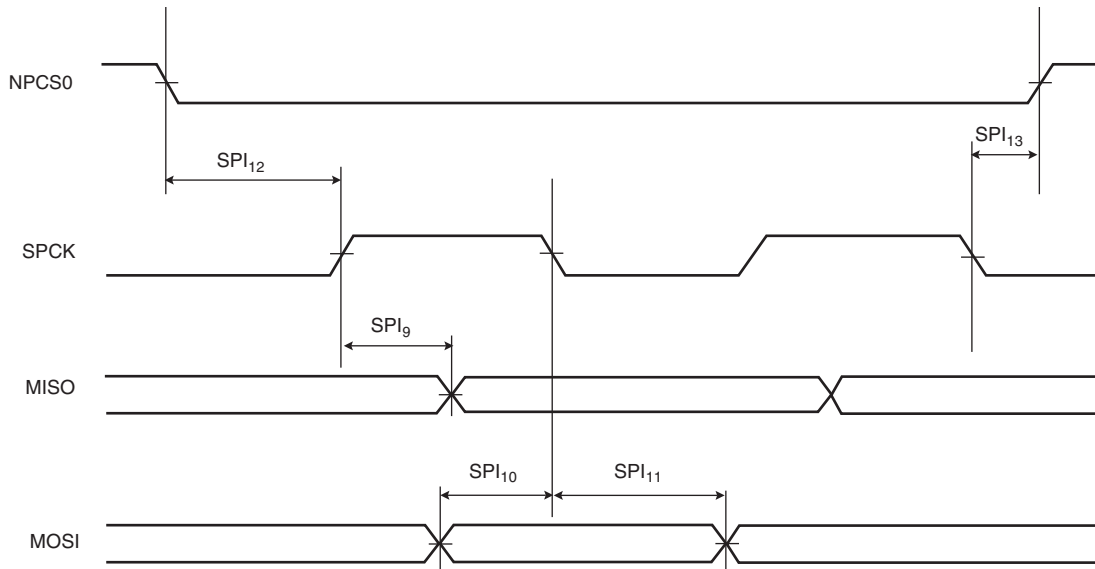 NPCS0
SPI₁₂
SPI₁₃
SPCK
SPI₉
MISO
SPI₁₀
SPI₁₁
MOSI